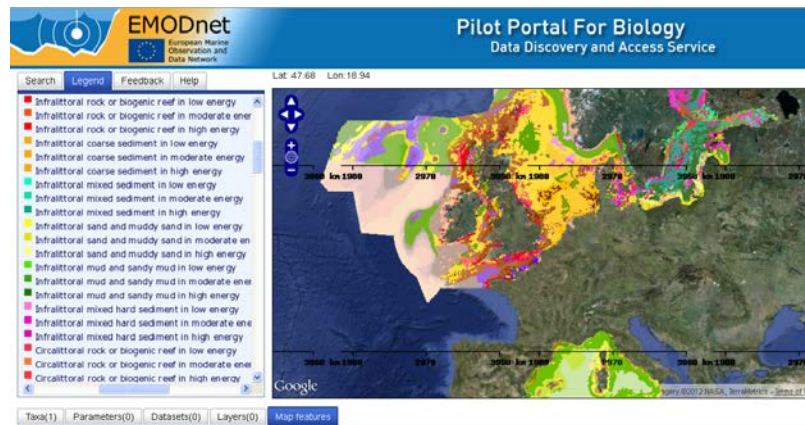 EMODnet
European Marine
Observation and
Data Network
Pilot Portal For Biology
Data Discovery and Access Service
Search
Legend
Feedback
Help
Lat: 47.68 Lon:18.94
Infralittoral rock or biogenic reef in low energy
Infralittoral rock or biogenic reef in moderate ener
Infralittoral rock or biogenic reef in high energy
Infralittoral coarse sediment in low energy
Infralittoral coarse sediment in moderate energy
Infralittoral coarse sediment in high energy
Infralittoral mixed sediment in low energy
Infralittoral mixed sediment in moderate energy
Infralittoral mixed sediment in high energy
Infralittoral sand and muddy sand in low energy
Infralittoral sand and muddy sand in moderate en
Infralittoral sand and muddy sand in high energy
Infralittoral mud and sandy mud in low energy
Infralittoral mud and sandy mud in moderate ener
Infralittoral mud and sandy mud in high energy
Infralittoral mixed hard sediment in low energy
Infralittoral mixed hard sediment in moderate ene
Infralittoral mixed hard sediment in high energy
Circalittoral rock or biogenic reef in low energy
Circalittoral rock or biogenic reef in moderate ener
Circalittoral rock or biogenic reef in high energy
Google
©2012 NASA, TerraMetrics - Terms of
Taxa(1)
Parameters(0)
Datasets(0)
Layers(0)
Map features